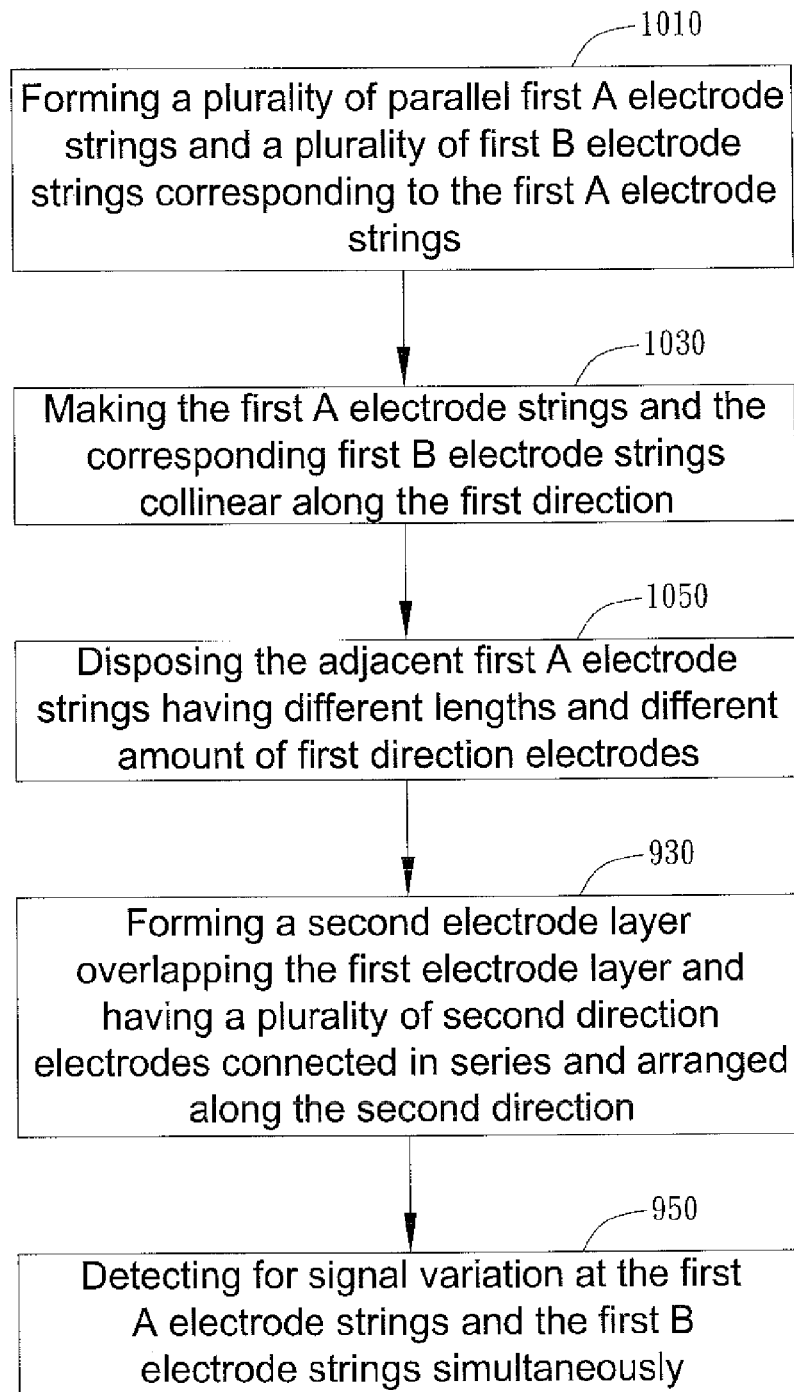 1010
Forming a plurality of parallel first A electrode
strings and a plurality of first B electrode
strings corresponding to the first A electrode
strings
1030
Making the first A electrode strings and the
corresponding first B electrode strings
collinear along the first direction
1050
Disposing the adjacent first A electrode
strings having different lengths and different
amount of first direction electrodes
930
Forming a second electrode layer
overlapping the first electrode layer and
having a plurality of second direction
electrodes connected in series and arranged
along the second direction
950
Detecting for signal variation at the first
A electrode strings and the first B
electrode strings simultaneously